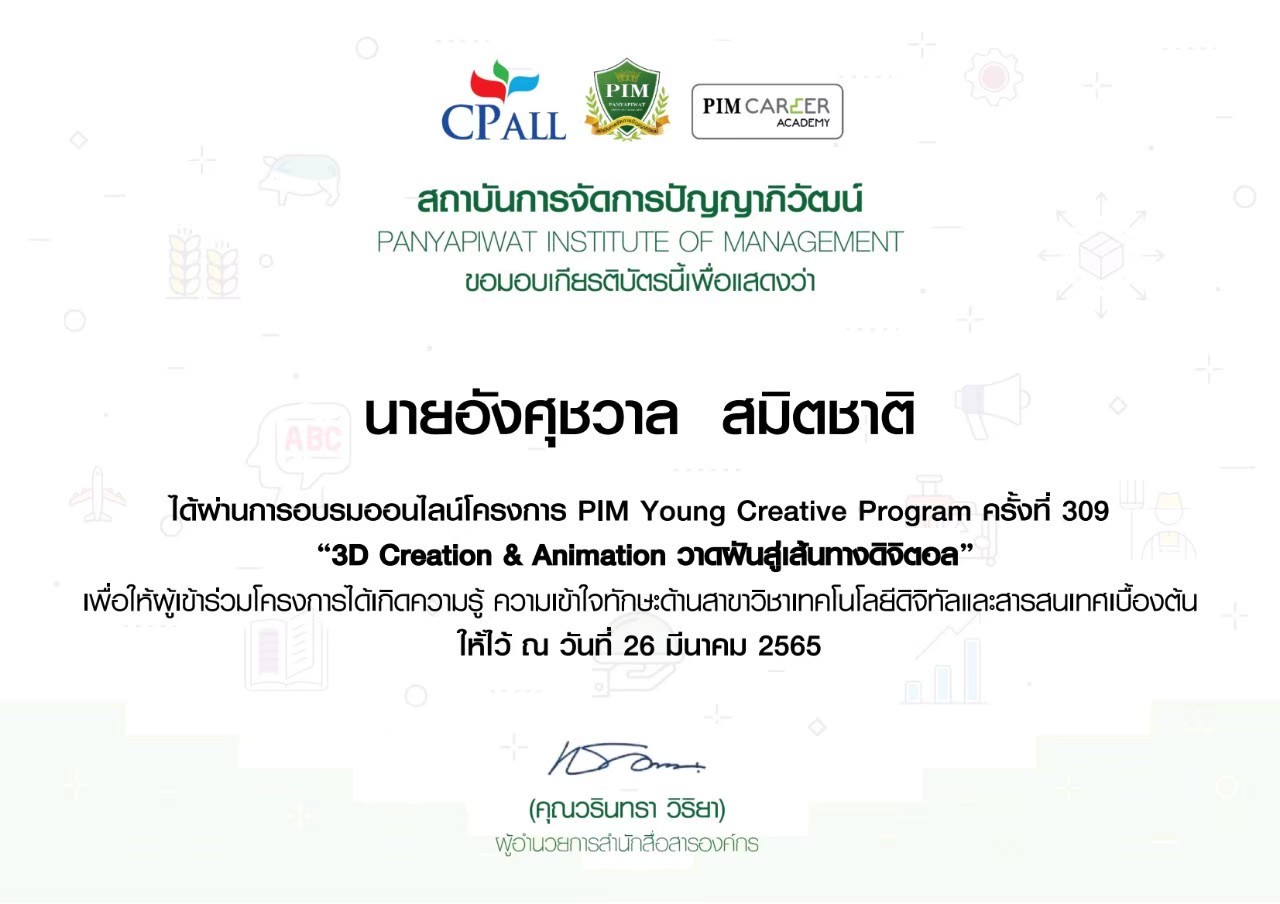 CPALL
PIM
PANYAPIWAT
PIM CAREER
ACADEMY
สถาบันการจัดการปัญญาภิวัฒน์
PANYAPIWAT INSTITUTE OF MANAGEMENT
ขอมอบเกียรติบัตรนี้เพื่อแสดงว่า
นายอังศุชวาล สมิตชาติ
ABC
ได้ผ่านการอบรมออนไลน์โครงการ PIM Young Creative Program ครั้งที่ 309
“3D Creation & Animation วาดฝันสู่เส้นทางดิจิตอล”
เพื่อให้ผู้เข้าร่วมโครงการได้เกิดความรู้ ความเข้าใจทักษะด้านสาขาวิชาเทคโนโลยีดิจิทัลและสารสนเทศเบื้องต้น
ให้ไว้ ณ วันที่ 26 มีนาคม 2565
(คุณวรินทรา วิริยา)
ผู้อำนวยการสำนักสื่อสารองค์กร